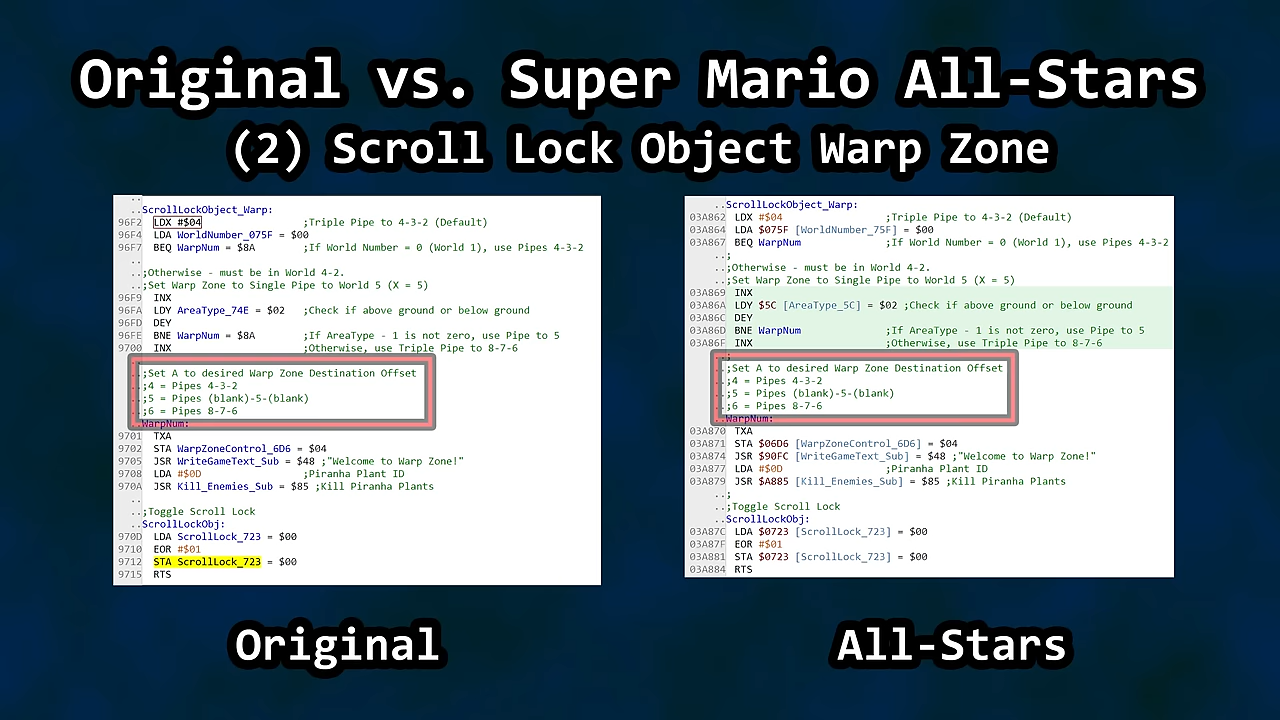 Original vs. Super Mario All-Stars
(2) Scroll Lock Object Warp Zone
..
..ScrollLockObject_Warp:
96F2 LDX #$04 ;Triple Pipe to 4-3-2 (Default)
96F4 LDA WorldNumber_075F = $00
96F7 BEQ WarpNum = $8A ;If World Number = 0 (World 1), use Pipes 4-3-2
..
..;Otherwise - must be in World 4-2.
..;Set Warp Zone to Single Pipe to World 5 (X = 5)
96F9 INX
96FA LDY AreaType_74E = $02 ;Check if above ground or below ground
96FD DEY
96FE BNE WarpNum = $8A ;If AreaType - 1 is not zero, use Pipe to 5
9700 INX ;Otherwise, use Triple Pipe to 8-7-6
..;Set A to desired Warp Zone Destination Offset
..;4 = Pipes 4-3-2
..;5 = Pipes (blank)-5-(blank)
..;6 = Pipes 8-7-6
..WarpNum:
9701 TXA
9702 STA WarpZoneControl_6D6 = $04
9705 JSR WriteGameText_Sub = $48 ;"Welcome to Warp Zone!"
9708 LDA #$0D ;Piranha Plant ID
970A JSR Kill_Enemies_Sub = $85 ;Kill Piranha Plants
..
..;Toggle Scroll Lock
..ScrollLockObj:
970D LDA ScrollLock_723 = $00
9710 EOR #$01
9712 STA ScrollLock_723 = $00
9715 RTS
Original
..ScrollLockObject_Warp:
03A862 LDX #$04 ;Triple Pipe to 4-3-2 (Default)
03A864 LDA $075F [WorldNumber_75F] = $00
03A867 BEQ WarpNum ;If World Number = 0 (World 1), use Pipes 4-3-2
..;
..;Otherwise - must be in World 4-2.
..;Set Warp Zone to Single Pipe to World 5 (X = 5)
03A869 INX
03A86A LDY $5C [AreaType_5C] = $02 ;Check if above ground or below ground
03A86C DEY
03A86D BNE WarpNum ;If AreaType - 1 is not zero, use Pipe to 5
03A86F INX ;Otherwise, use Triple Pipe to 8-7-6
..;
..;Set A to desired Warp Zone Destination Offset
..;4 = Pipes 4-3-2
..;5 = Pipes (blank)-5-(blank)
..;6 = Pipes 8-7-6
..WarpNum:
03A870 TXA
03A871 STA $06D6 [WarpZoneControl_6D6] = $04
03A874 JSR $90FC [WriteGameText_Sub] = $48 ;"Welcome to Warp Zone!"
03A877 LDA #$0D ;Piranha Plant ID
03A879 JSR $A885 [Kill_Enemies_Sub] = $85 ;Kill Piranha Plants
..;
..;Toggle Scroll Lock
..ScrollLockObj:
03A87C LDA $0723 [ScrollLock_723] = $00
03A87F EOR #$01
03A881 STA $0723 [ScrollLock_723] = $00
03A884 RTS
All-Stars